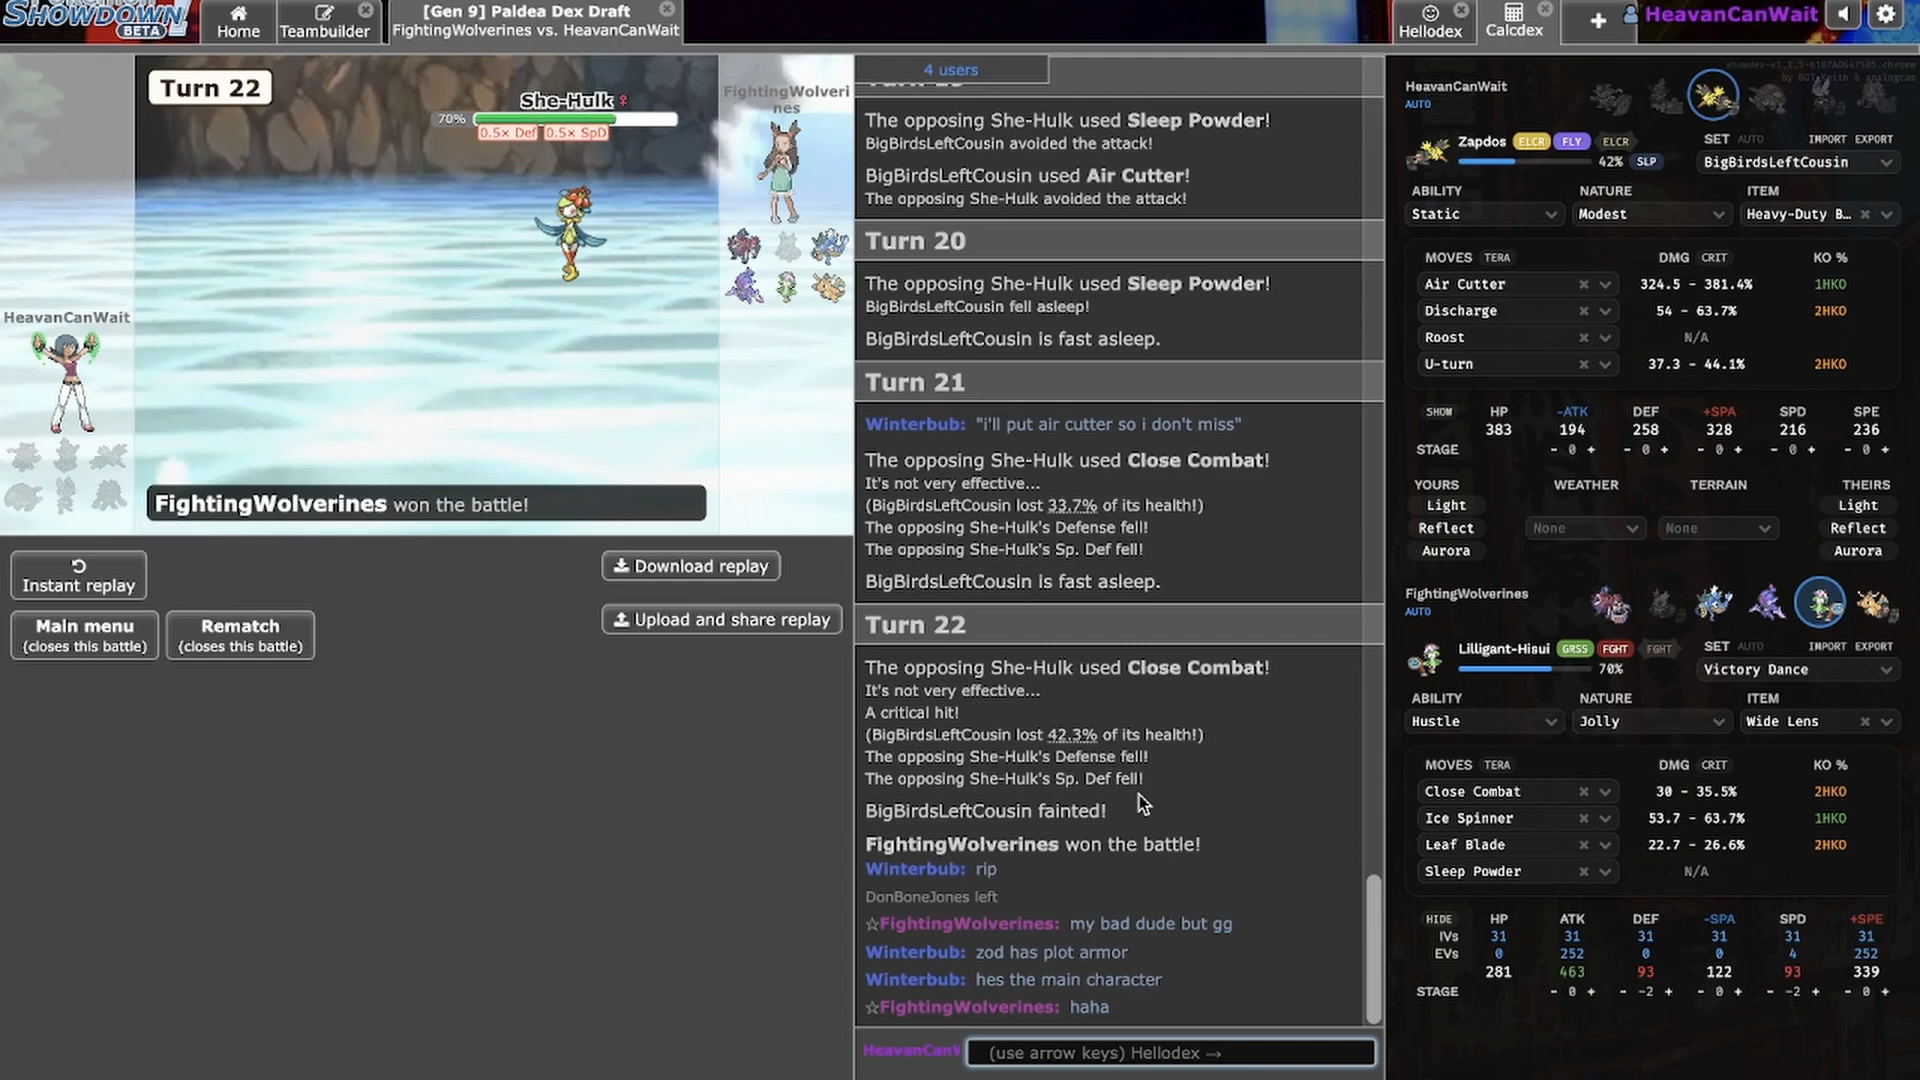 SHOWDOWN
BETA
Home
Teambuilder
[Gen 9] Paldea Dex Draft
FightingWolverines vs. HeavanCanWait
Hellodex
Calcdex
HeavanCanWait
Turn 22
She-Hulk ♀
70%
0.5× Def 0.5× SpD
FightingWolveri
nes
HeavanCanWait
FightingWolverines won the battle!
Instant replay
Download replay
Upload and share replay
Main menu
(closes this battle)
Rematch
(closes this battle)
4 users
The opposing She-Hulk used Sleep Powder!
BigBirdsLeftCousin avoided the attack!
BigBirdsLeftCousin used Air Cutter!
The opposing She-Hulk avoided the attack!
Turn 20
The opposing She-Hulk used Sleep Powder!
BigBirdsLeftCousin fell asleep!
BigBirdsLeftCousin is fast asleep.
Turn 21
Winterbub: "i'll put air cutter so i don't miss"
The opposing She-Hulk used Close Combat!
It's not very effective...
(BigBirdsLeftCousin lost 33.7% of its health!)
The opposing She-Hulk's Defense fell!
The opposing She-Hulk's Sp. Def fell!
BigBirdsLeftCousin is fast asleep.
Turn 22
The opposing She-Hulk used Close Combat!
It's not very effective...
A critical hit!
(BigBirdsLeftCousin lost 42.3% of its health!)
The opposing She-Hulk's Defense fell!
The opposing She-Hulk's Sp. Def fell!
BigBirdsLeftCousin fainted!
FightingWolverines won the battle!
Winterbub: rip
DonBoneJones left
☆FightingWolverines: my bad dude but gg
Winterbub: zod has plot armor
Winterbub: hes the main character
☆FightingWolverines: haha
HeavanCanW
(use arrow keys) Hellodex →
HeavanCanWait
AUTO
Zapdos ELCR FLY ELCR
42% SLP
SET AUTO IMPORT EXPORT
BigBirdsLeftCousin
ABILITY NATURE ITEM
Static Modest Heavy-Duty B…
MOVES TERA DMG CRIT KO %
Air Cutter 324.5 - 381.4% 1HKO
Discharge 54 - 63.7% 2HKO
Roost N/A
U-turn 37.3 - 44.1% 2HKO
SHOW HP -ATK DEF +SPA SPD SPE
383 194 258 328 216 236
STAGE - 0 + - 0 + - 0 + - 0 + - 0 +
YOURS WEATHER TERRAIN THEIRS
Light Light
Reflect None None Reflect
Aurora Aurora
FightingWolverines
AUTO
Lilligant-Hisui GRSS FGHT FGHT
70%
SET AUTO IMPORT EXPORT
Victory Dance
ABILITY NATURE ITEM
Hustle Jolly Wide Lens
MOVES TERA DMG CRIT KO %
Close Combat 30 - 35.5% 2HKO
Ice Spinner 53.7 - 63.7% 1HKO
Leaf Blade 22.7 - 26.6% 2HKO
Sleep Powder N/A
HIDE HP ATK DEF -SPA SPD +SPE
IVs 31 31 31 31 31 31
EVs 0 252 0 0 4 252
281 463 93 122 93 339
STAGE - 0 + - -2 + - 0 + - -2 + - 0 +